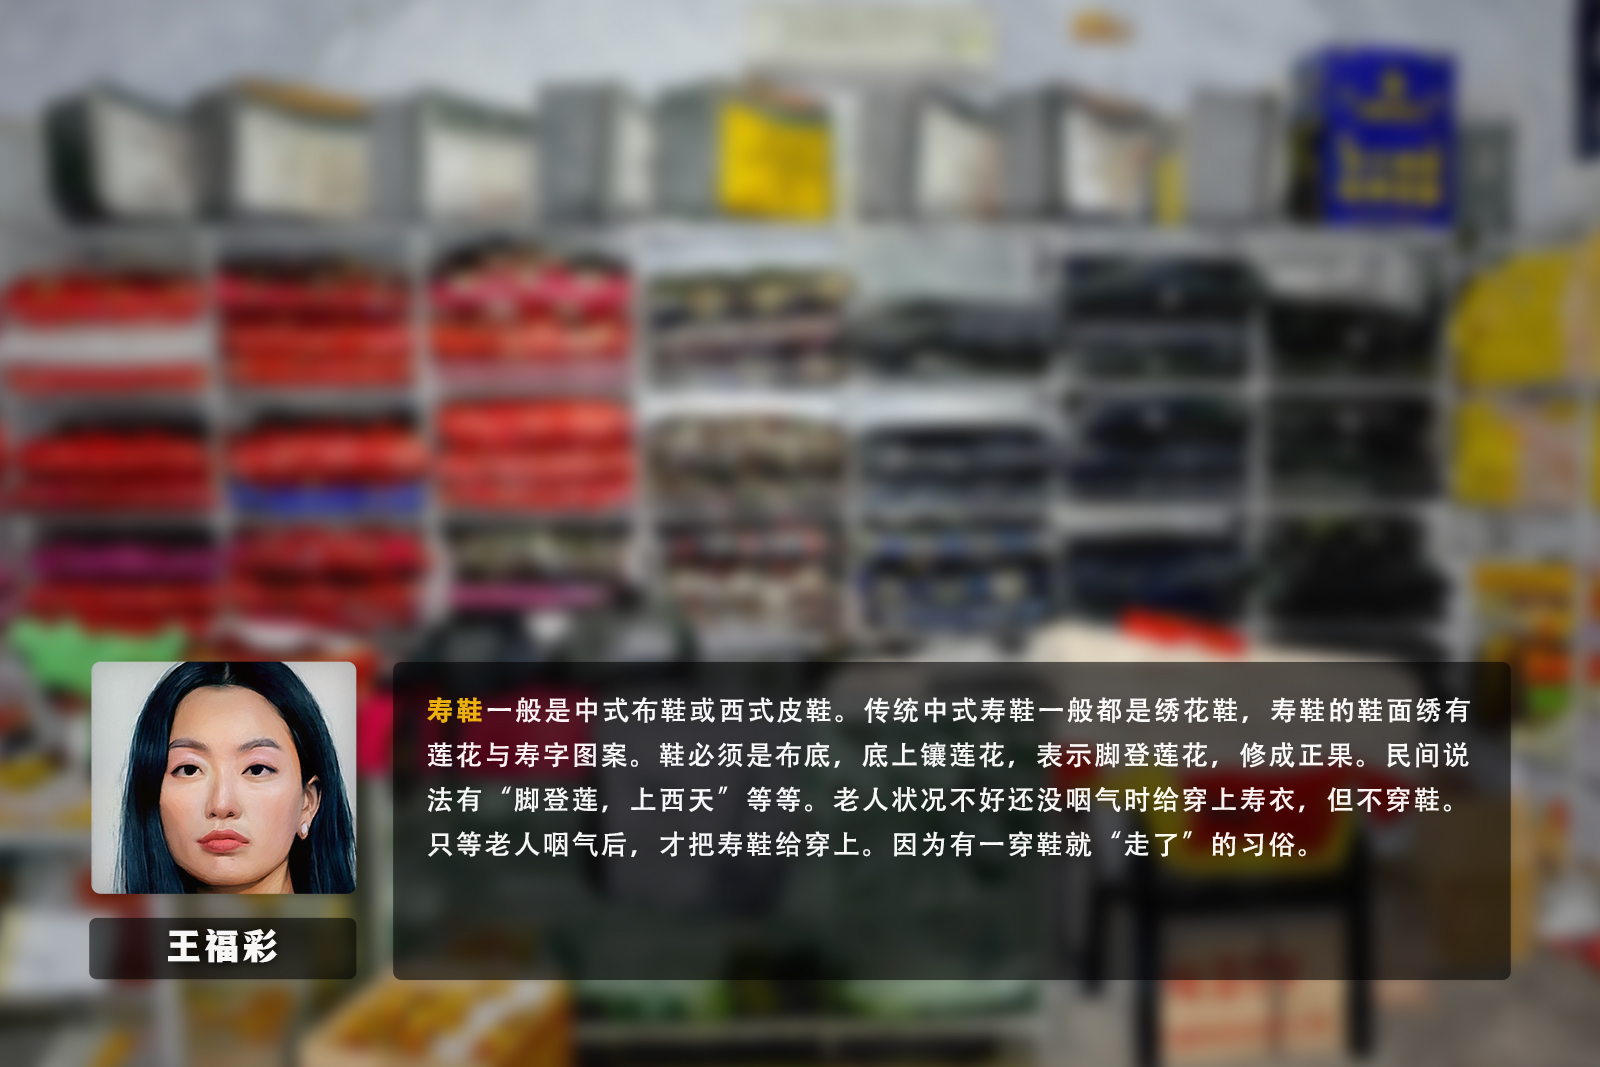 寿鞋一般是中式布鞋或西式皮鞋。传统中式寿鞋一般都是绣花鞋，寿鞋的鞋面绣有
莲花与寿字图案。鞋必须是布底，底上镶莲花，表示脚登莲花，修成正果。民间说
法有“脚登莲，上西天”等等。老人状况不好还没咽气时给穿上寿衣，但不穿鞋。
只等老人咽气后，才把寿鞋给穿上。因为有一穿鞋就“走了”的习俗。
王福彩